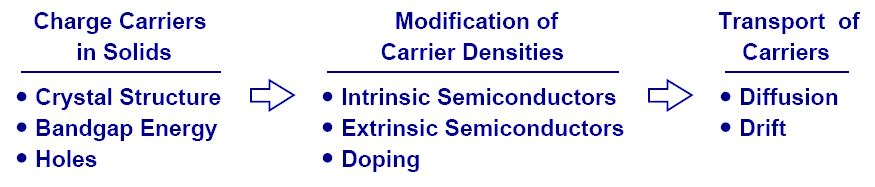 Charge Carriers
in Solids
• Crystal Structure
• Bandgap Energy
• Holes
Modification of
Carrier Densities
• Intrinsic Semiconductors
• Extrinsic Semiconductors
• Doping
Transport of
Carriers
• Diffusion
• Drift